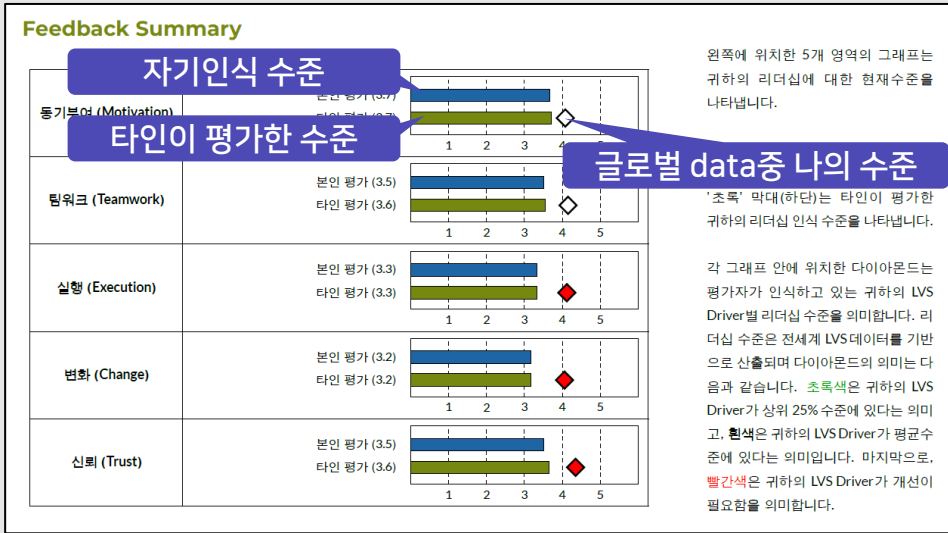 Feedback Summary
자기인식 수준
동기부여 (Motivation)
본인 평가 (3.7)
타인이 평가한 수준
1 2 3 4 5
글로벌 data중 나의 수준
팀워크 (Teamwork)
본인 평가 (3.5)
타인 평가 (3.6)
1 2 3 4 5
실행 (Execution)
본인 평가 (3.3)
타인 평가 (3.3)
1 2 3 4 5
변화 (Change)
본인 평가 (3.2)
타인 평가 (3.2)
1 2 3 4 5
신뢰 (Trust)
본인 평가 (3.5)
타인 평가 (3.6)
1 2 3 4 5
왼쪽에 위치한 5개 영역의 그래프는
귀하의 리더십에 대한 현재수준을
나타냅니다.
'초록' 막대(하단)는 타인이 평가한
귀하의 리더십 인식 수준을 나타냅니다.
각 그래프 안에 위치한 다이아몬드는
평가자가 인식하고 있는 귀하의 LVS
Driver별 리더십 수준을 의미합니다. 리
더십 수준은 전세계 LVS데이터를 기반
으로 산출되며 다이아몬드의 의미는 다
음과 같습니다. 초록색은 귀하의 LVS
Driver가 상위 25% 수준에 있다는 의미
고, 흰색은 귀하의 LVS Driver가 평균수
준에 있다는 의미입니다. 마지막으로,
빨간색은 귀하의 LVS Driver가 개선이
필요함을 의미합니다.